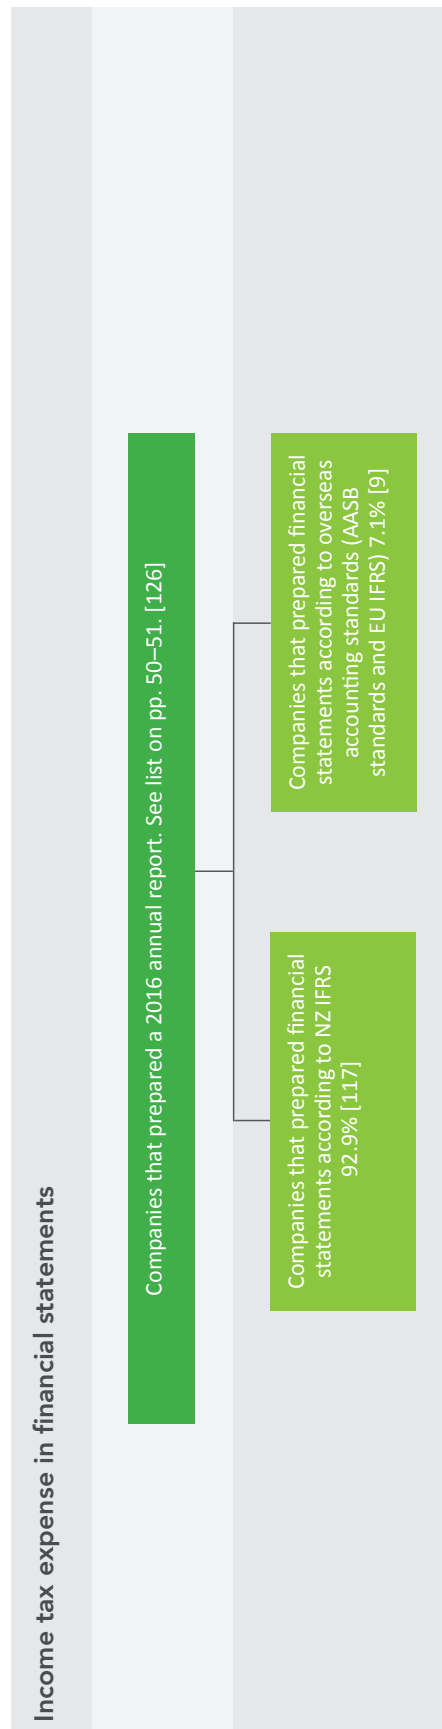 Income tax expense in financial statements
Companies that prepared a 2016 annual report. See list on pp. 50–51. [126]
Companies that prepared financial
statements according to NZ IFRS
92.9% [117]
Companies that prepared financial
statements according to overseas
accounting standards (AASB
standards and EU IFRS) 7.1% [9]